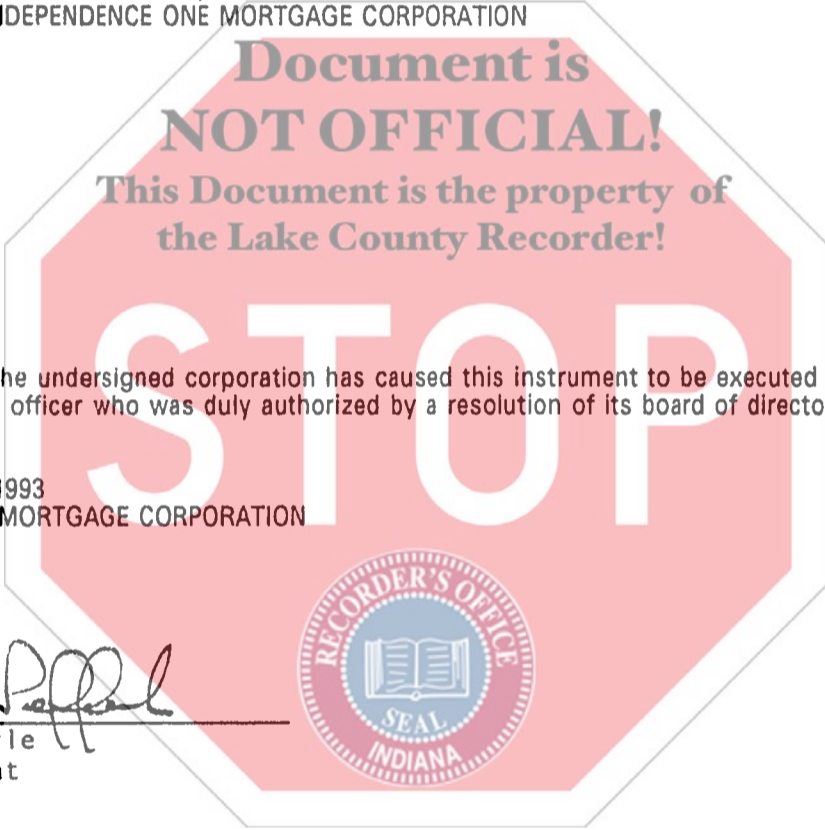 DEPENDENCE ONE MORTGAGE CORPORATION
Document is
NOT OFFICIAL!
This Document is the property of
the Lake County Recorder!
STOP
he undersigned corporation has caused this instrument to be executed
officer who was duly authorized by a resolution of its board of directo
993
MORTGAGE CORPORATION
RECORDER'S OFFICE
SEAL
INDIANA
le
t